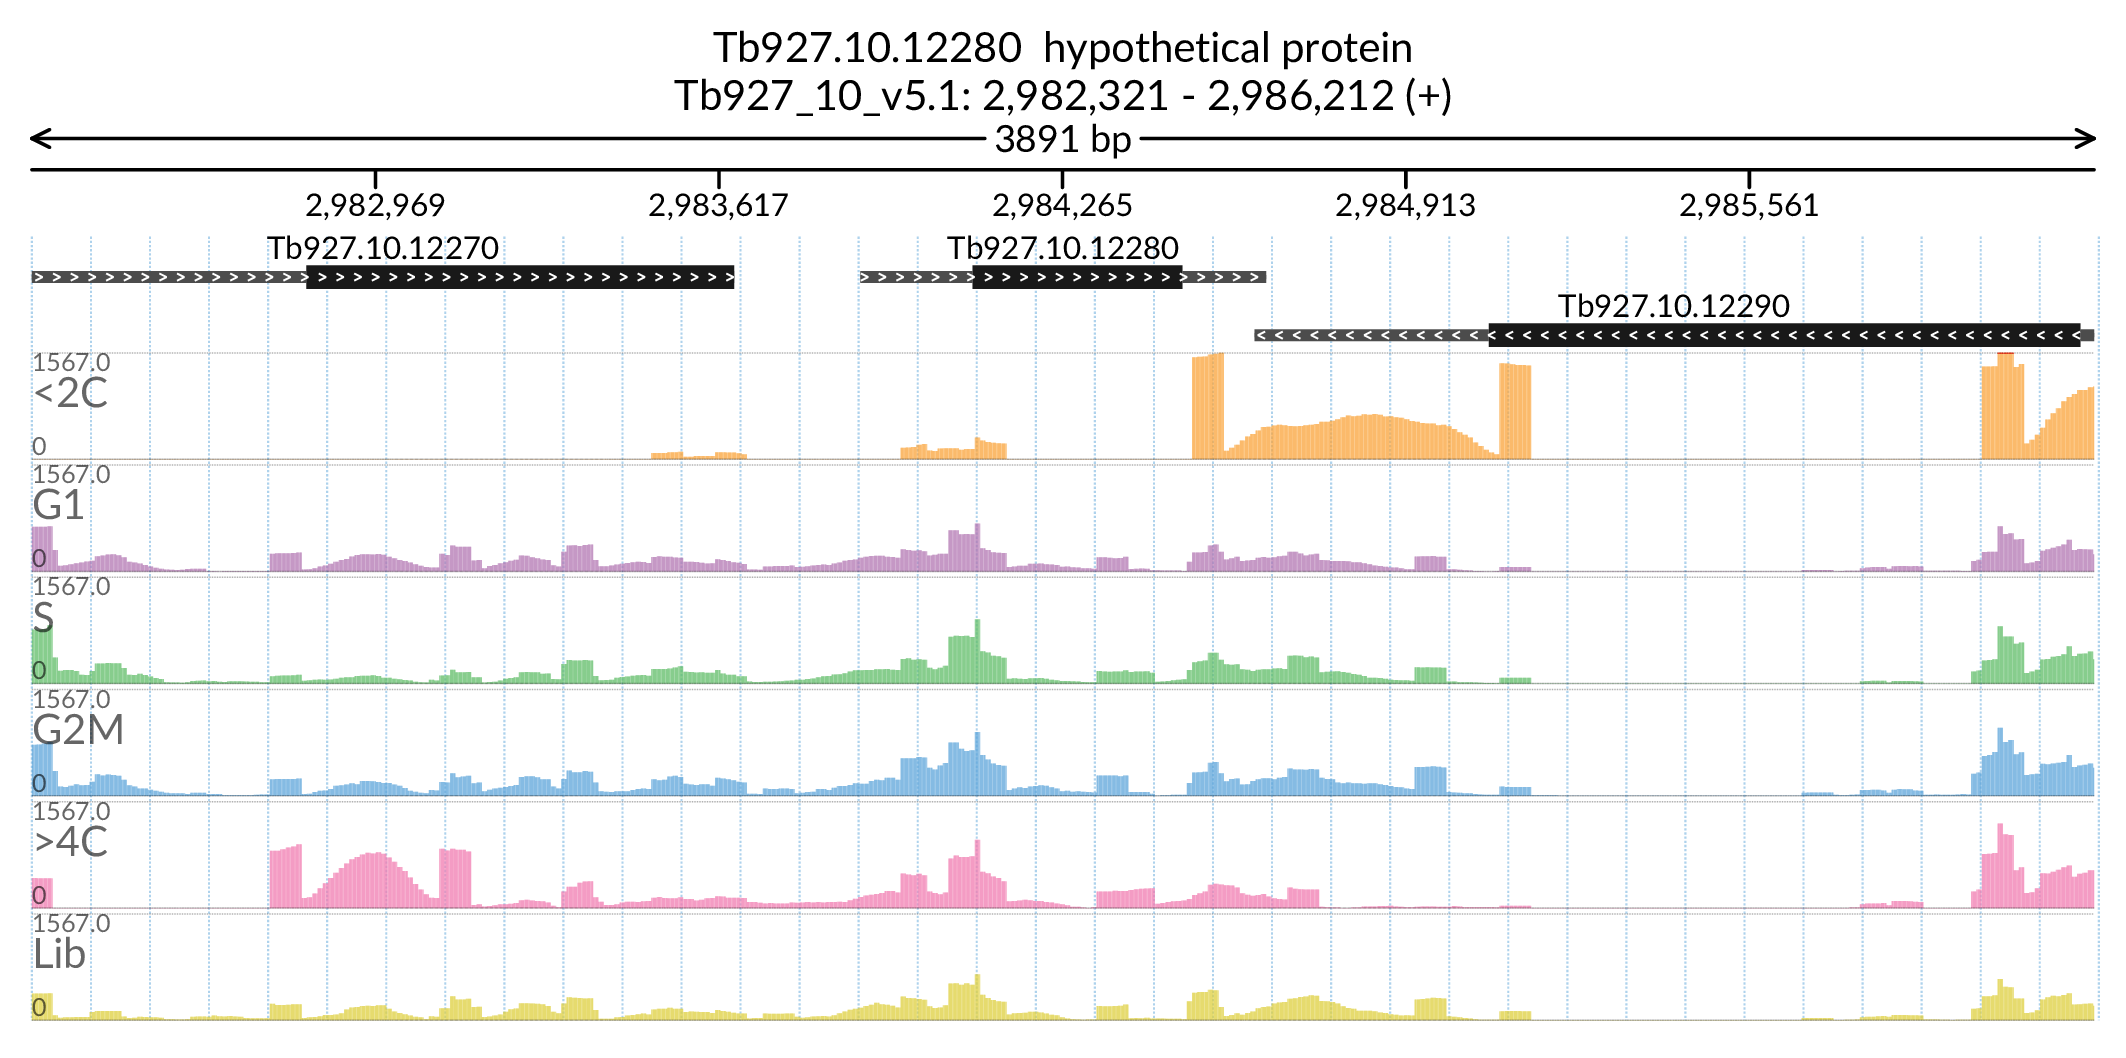 Tb927.10.12280  hypothetical protein
Tb927_10_v5.1: 2,982,321 - 2,986,212 (+)
3891 bp
2,982,969 2,983,617 2,984,265 2,984,913 2,985,561
Tb927.10.12270 Tb927.10.12280
Tb927.10.12290
1567.0
<2C
0
1567.0
G1
0
1567.0
S
0
1567.0
G2M
0
1567.0
>4C
0
1567.0
Lib
0